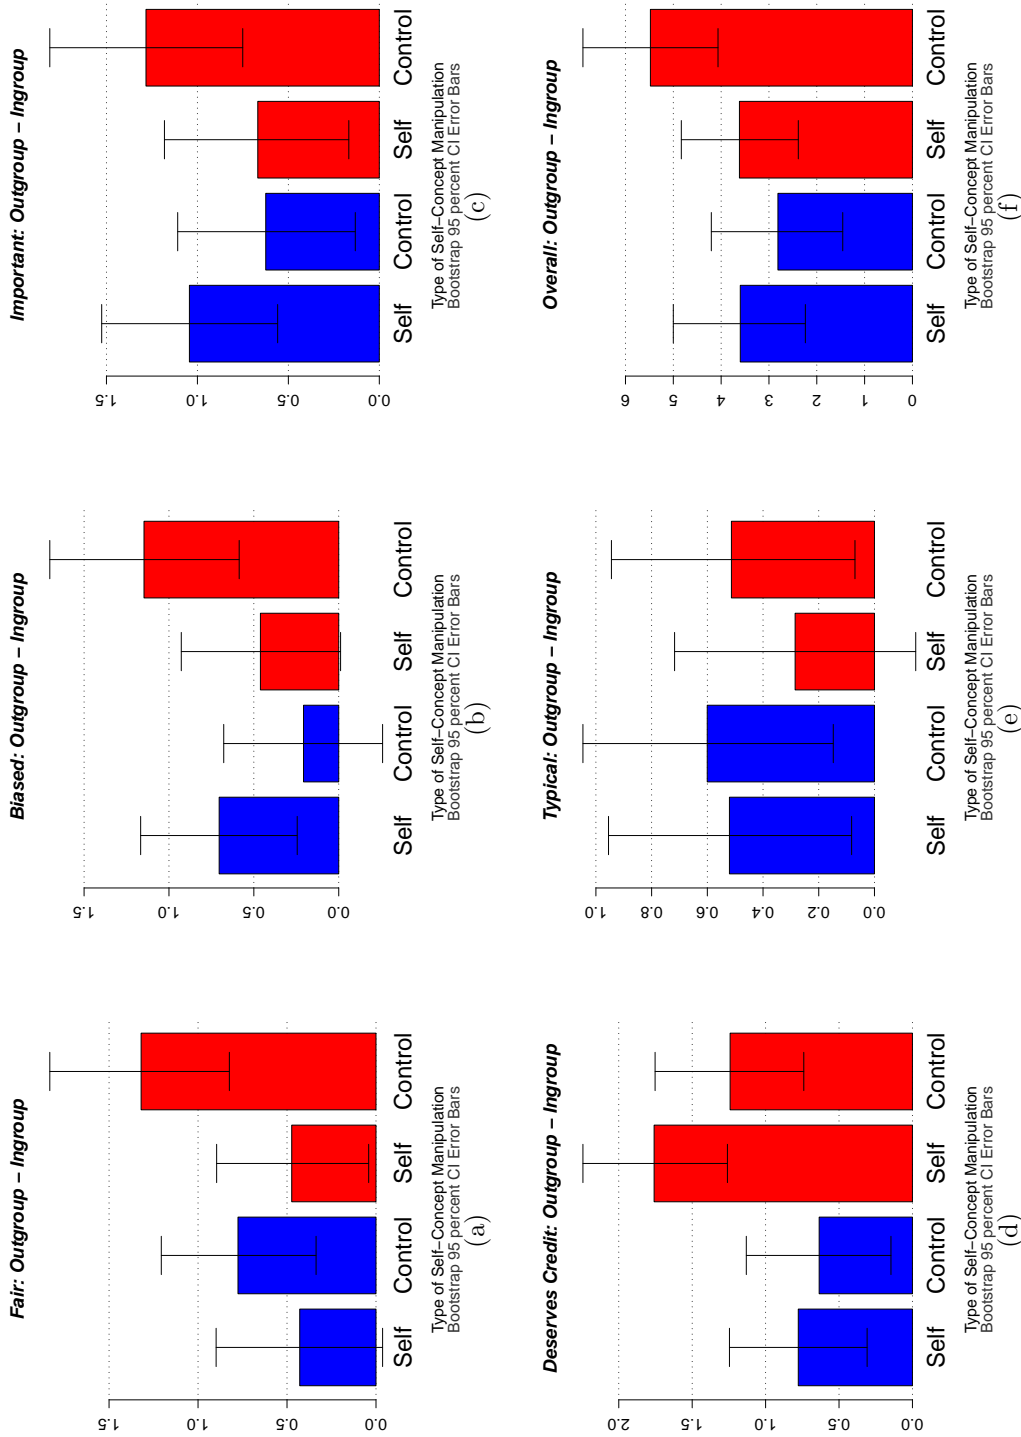 Fair: Outgroup − Ingroup
1.5
1.0
0.5
0.0
Self Control Self Control
Type of Self−Concept Manipulation
Bootstrap 95 percent CI Error Bars
(a)
Biased: Outgroup − Ingroup
1.5
1.0
0.5
0.0
Self Control Self Control
Type of Self−Concept Manipulation
Bootstrap 95 percent CI Error Bars
(b)
Important: Outgroup − Ingroup
1.5
1.0
0.5
0.0
Self Control Self Control
Type of Self−Concept Manipulation
Bootstrap 95 percent CI Error Bars
(c)
Deserves Credit: Outgroup − Ingroup
2.0
1.5
1.0
0.5
0.0
Self Control Self Control
Type of Self−Concept Manipulation
Bootstrap 95 percent CI Error Bars
(d)
Typical: Outgroup − Ingroup
1.0
0.8
0.6
0.4
0.2
0.0
Self Control Self Control
Type of Self−Concept Manipulation
Bootstrap 95 percent CI Error Bars
(e)
Overall: Outgroup − Ingroup
6
5
4
3
2
1
0
Self Control Self Control
Type of Self−Concept Manipulation
Bootstrap 95 percent CI Error Bars
(f)